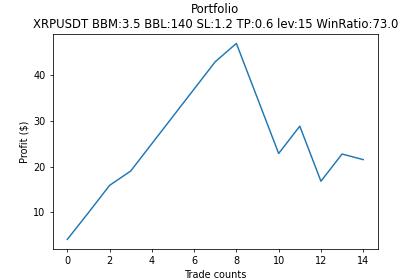 Portfolio
XRPUSDT BBM:3.5 BBL:140 SL:1.2 TP:0.6 lev:15 WinRatio:73.0
40
30
20
10
Profit ($)
0 2 4 6 8 10 12 14
Trade counts